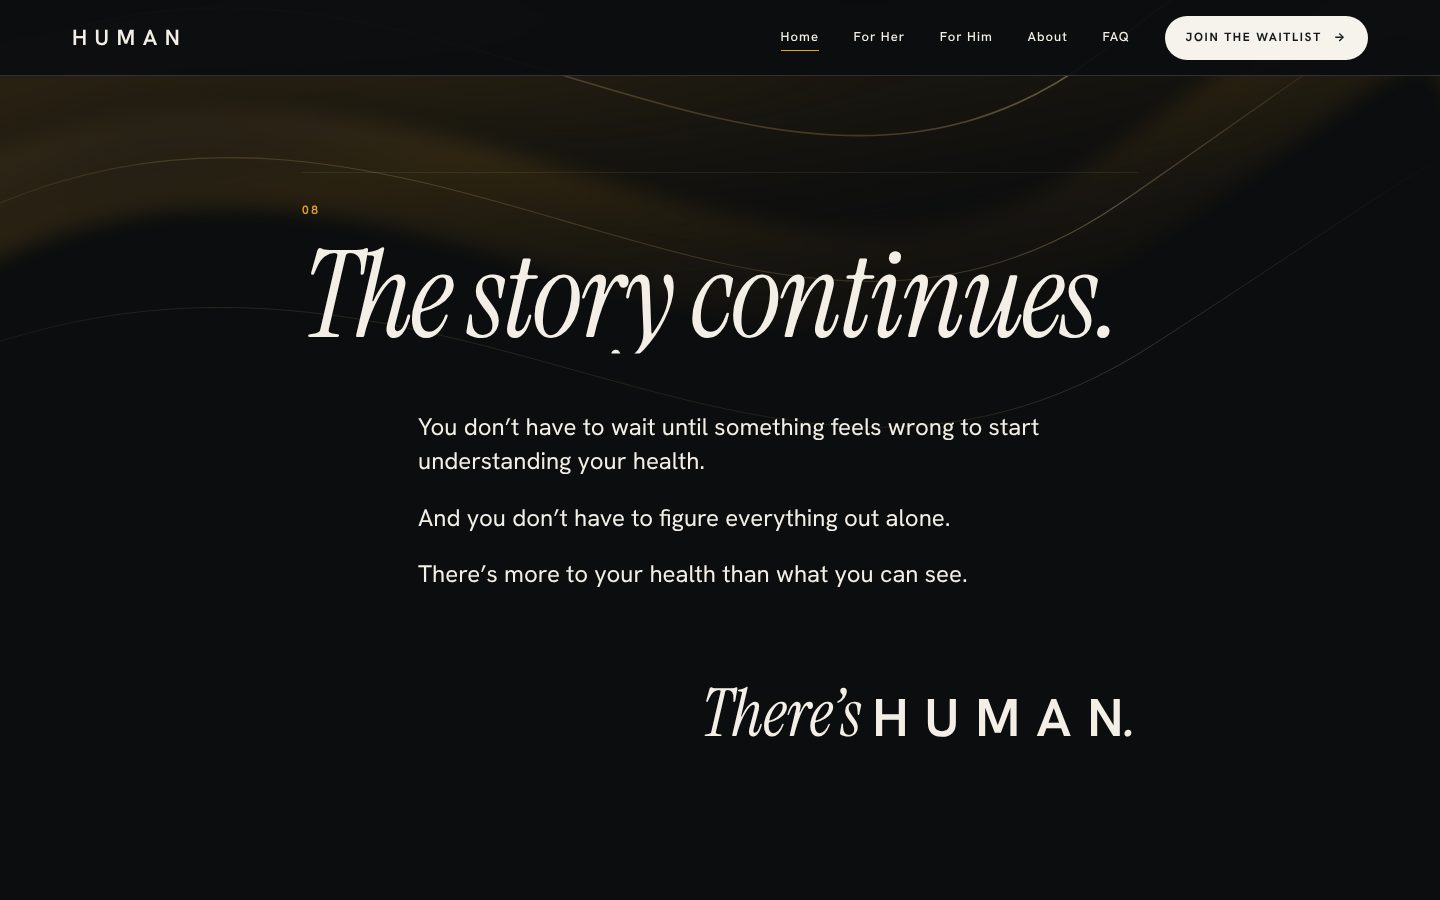 HUMAN
Home For Her For Him About FAQ JOIN THE WAITLIST →
08
The story continues.
You don’t have to wait until something feels wrong to start
understanding your health.
And you don’t have to figure everything out alone.
There’s more to your health than what you can see.
There’s HUMAN.